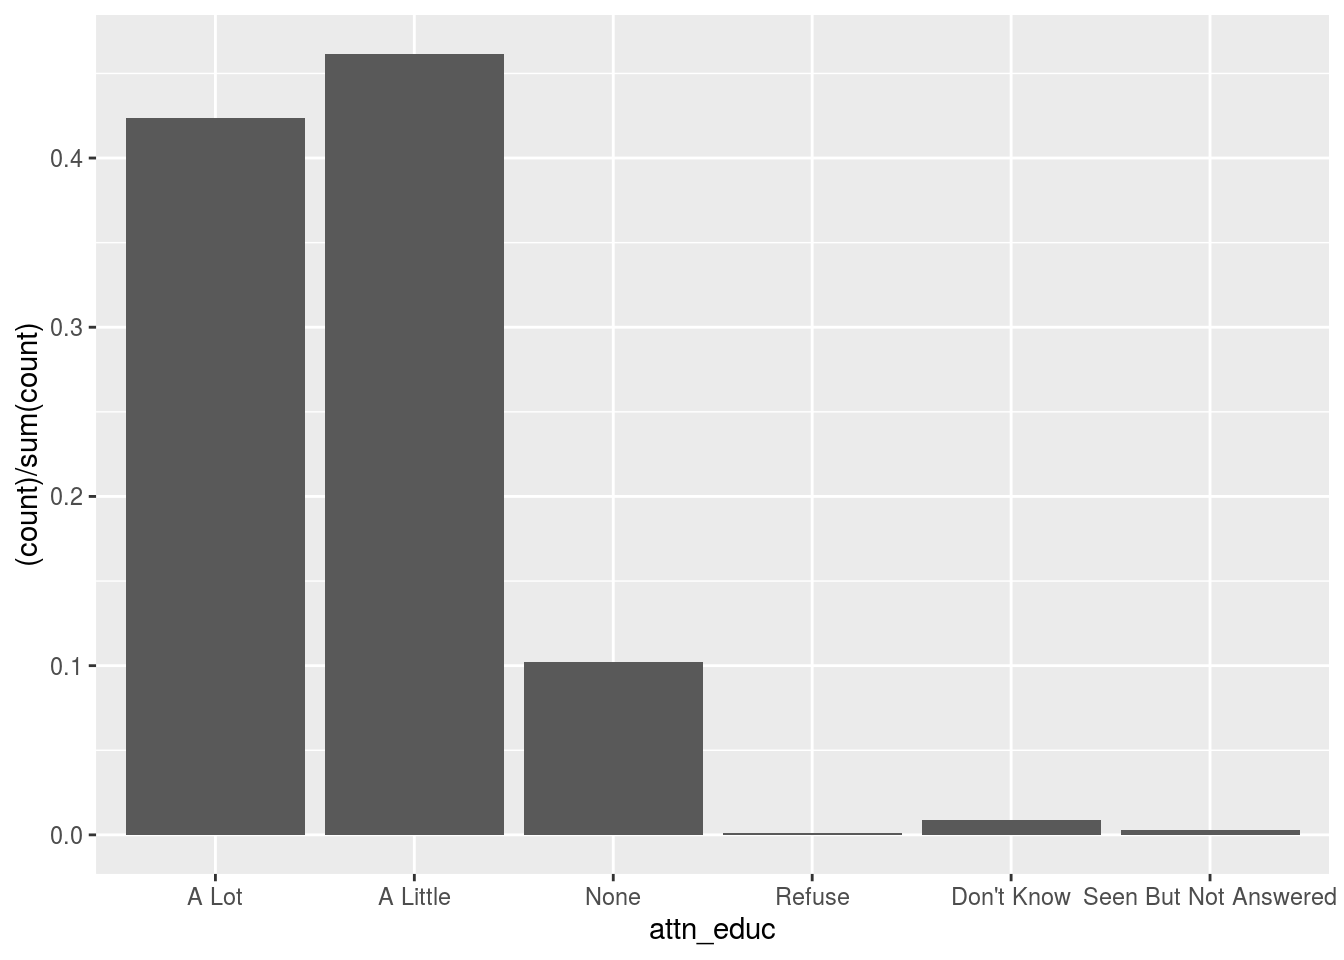 (count)/sum(count)
0.4
0.3
0.2
0.1
0.0
A Lot A Little None Refuse Don't Know Seen But Not Answered
attn_educ